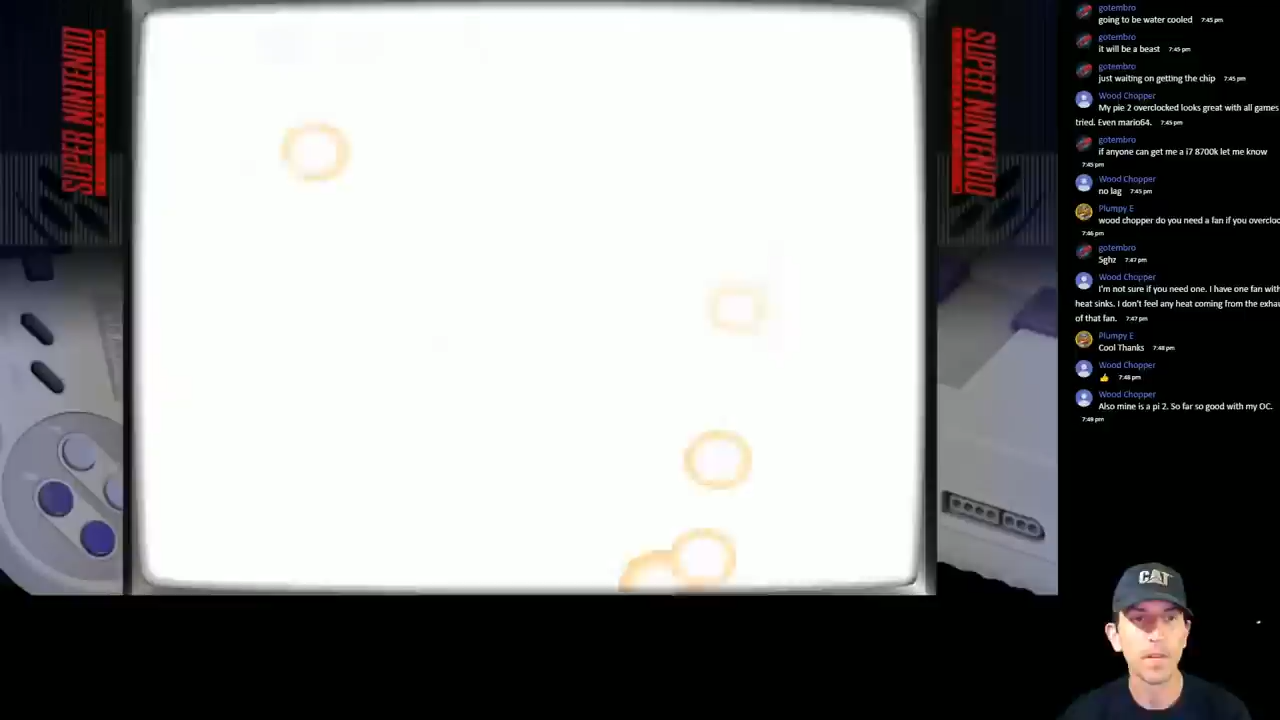 SUPER NINTENDO
SUPER NINTENDO
gotembro
going to be water cooled 7:45 pm
gotembro
it will be a beast 7:45 pm
gotembro
just waiting on getting the chip 7:45 pm
Wood Chopper
My pie 2 overclocked looks great with all games
tried. Even mario64. 7:45 pm
gotembro
if anyone can get me a i7 8700k let me know
7:45 pm
Wood Chopper
no lag 7:45 pm
Plumpy E
wood chopper do you need a fan if you overcloc
7:46 pm
gotembro
5ghz 7:47 pm
Wood Chopper
I'm not sure if you need one. I have one fan with
heat sinks. I don't feel any heat coming from the exhau
of that fan. 7:47 pm
Plumpy E
Cool Thanks 7:48 pm
Wood Chopper
👍 7:48 pm
Wood Chopper
Also mine is a pi 2. So far so good with my OC.
7:49 pm
CAT